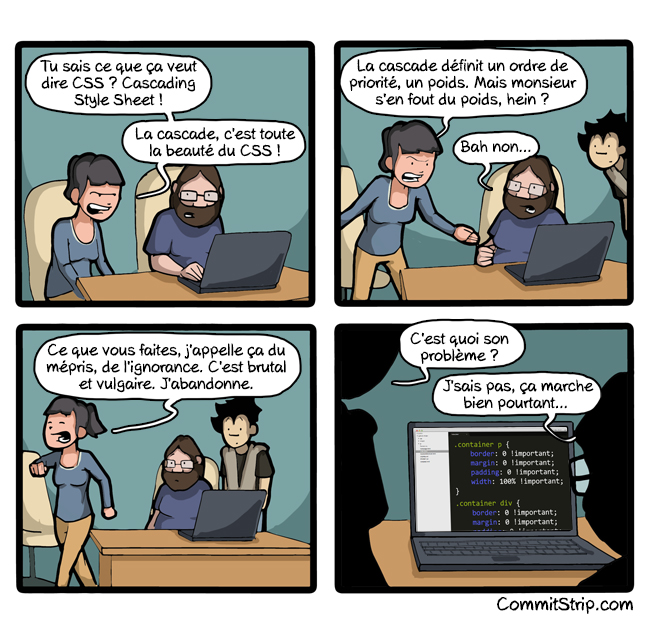 Tu sais ce que ça veut
dire CSS ? Cascading
Style Sheet !
La cascade, c'est toute
la beauté du CSS !
La cascade définit un ordre de
priorité, un poids. Mais monsieur
s'en fout du poids, hein ?
Bah non...
Ce que vous faites, j'appelle ça du
mépris, de l'ignorance. C'est brutal
et vulgaire. J'abandonne.
C'est quoi son
problème ?
J'sais pas, ça marche
bien pourtant...
.container p {
border: 0 !important;
margin: 0 !important;
padding: 0 !important;
width: 100% !important;
}
.container div {
border: 0 !important;
margin: 0 !important;
CommitStrip.com